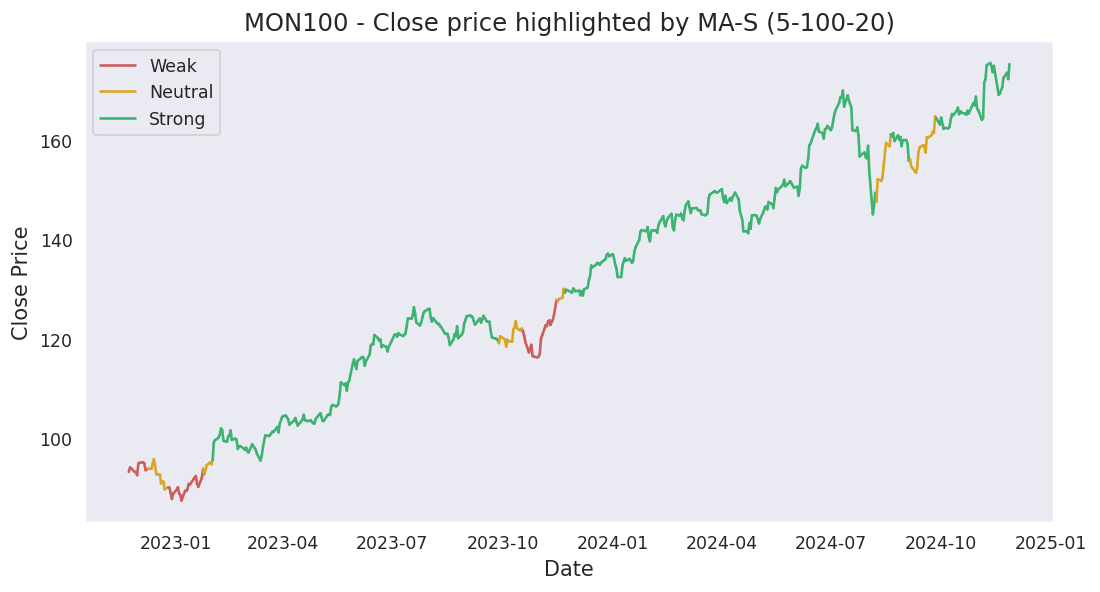 MON100 - Close price highlighted by MA-S (5-100-20)
Weak
Neutral
Strong
Close Price
160
140
120
100
2023-01
2023-04
2023-07
2023-10
2024-01
2024-04
2024-07
2024-10
2025-01
Date